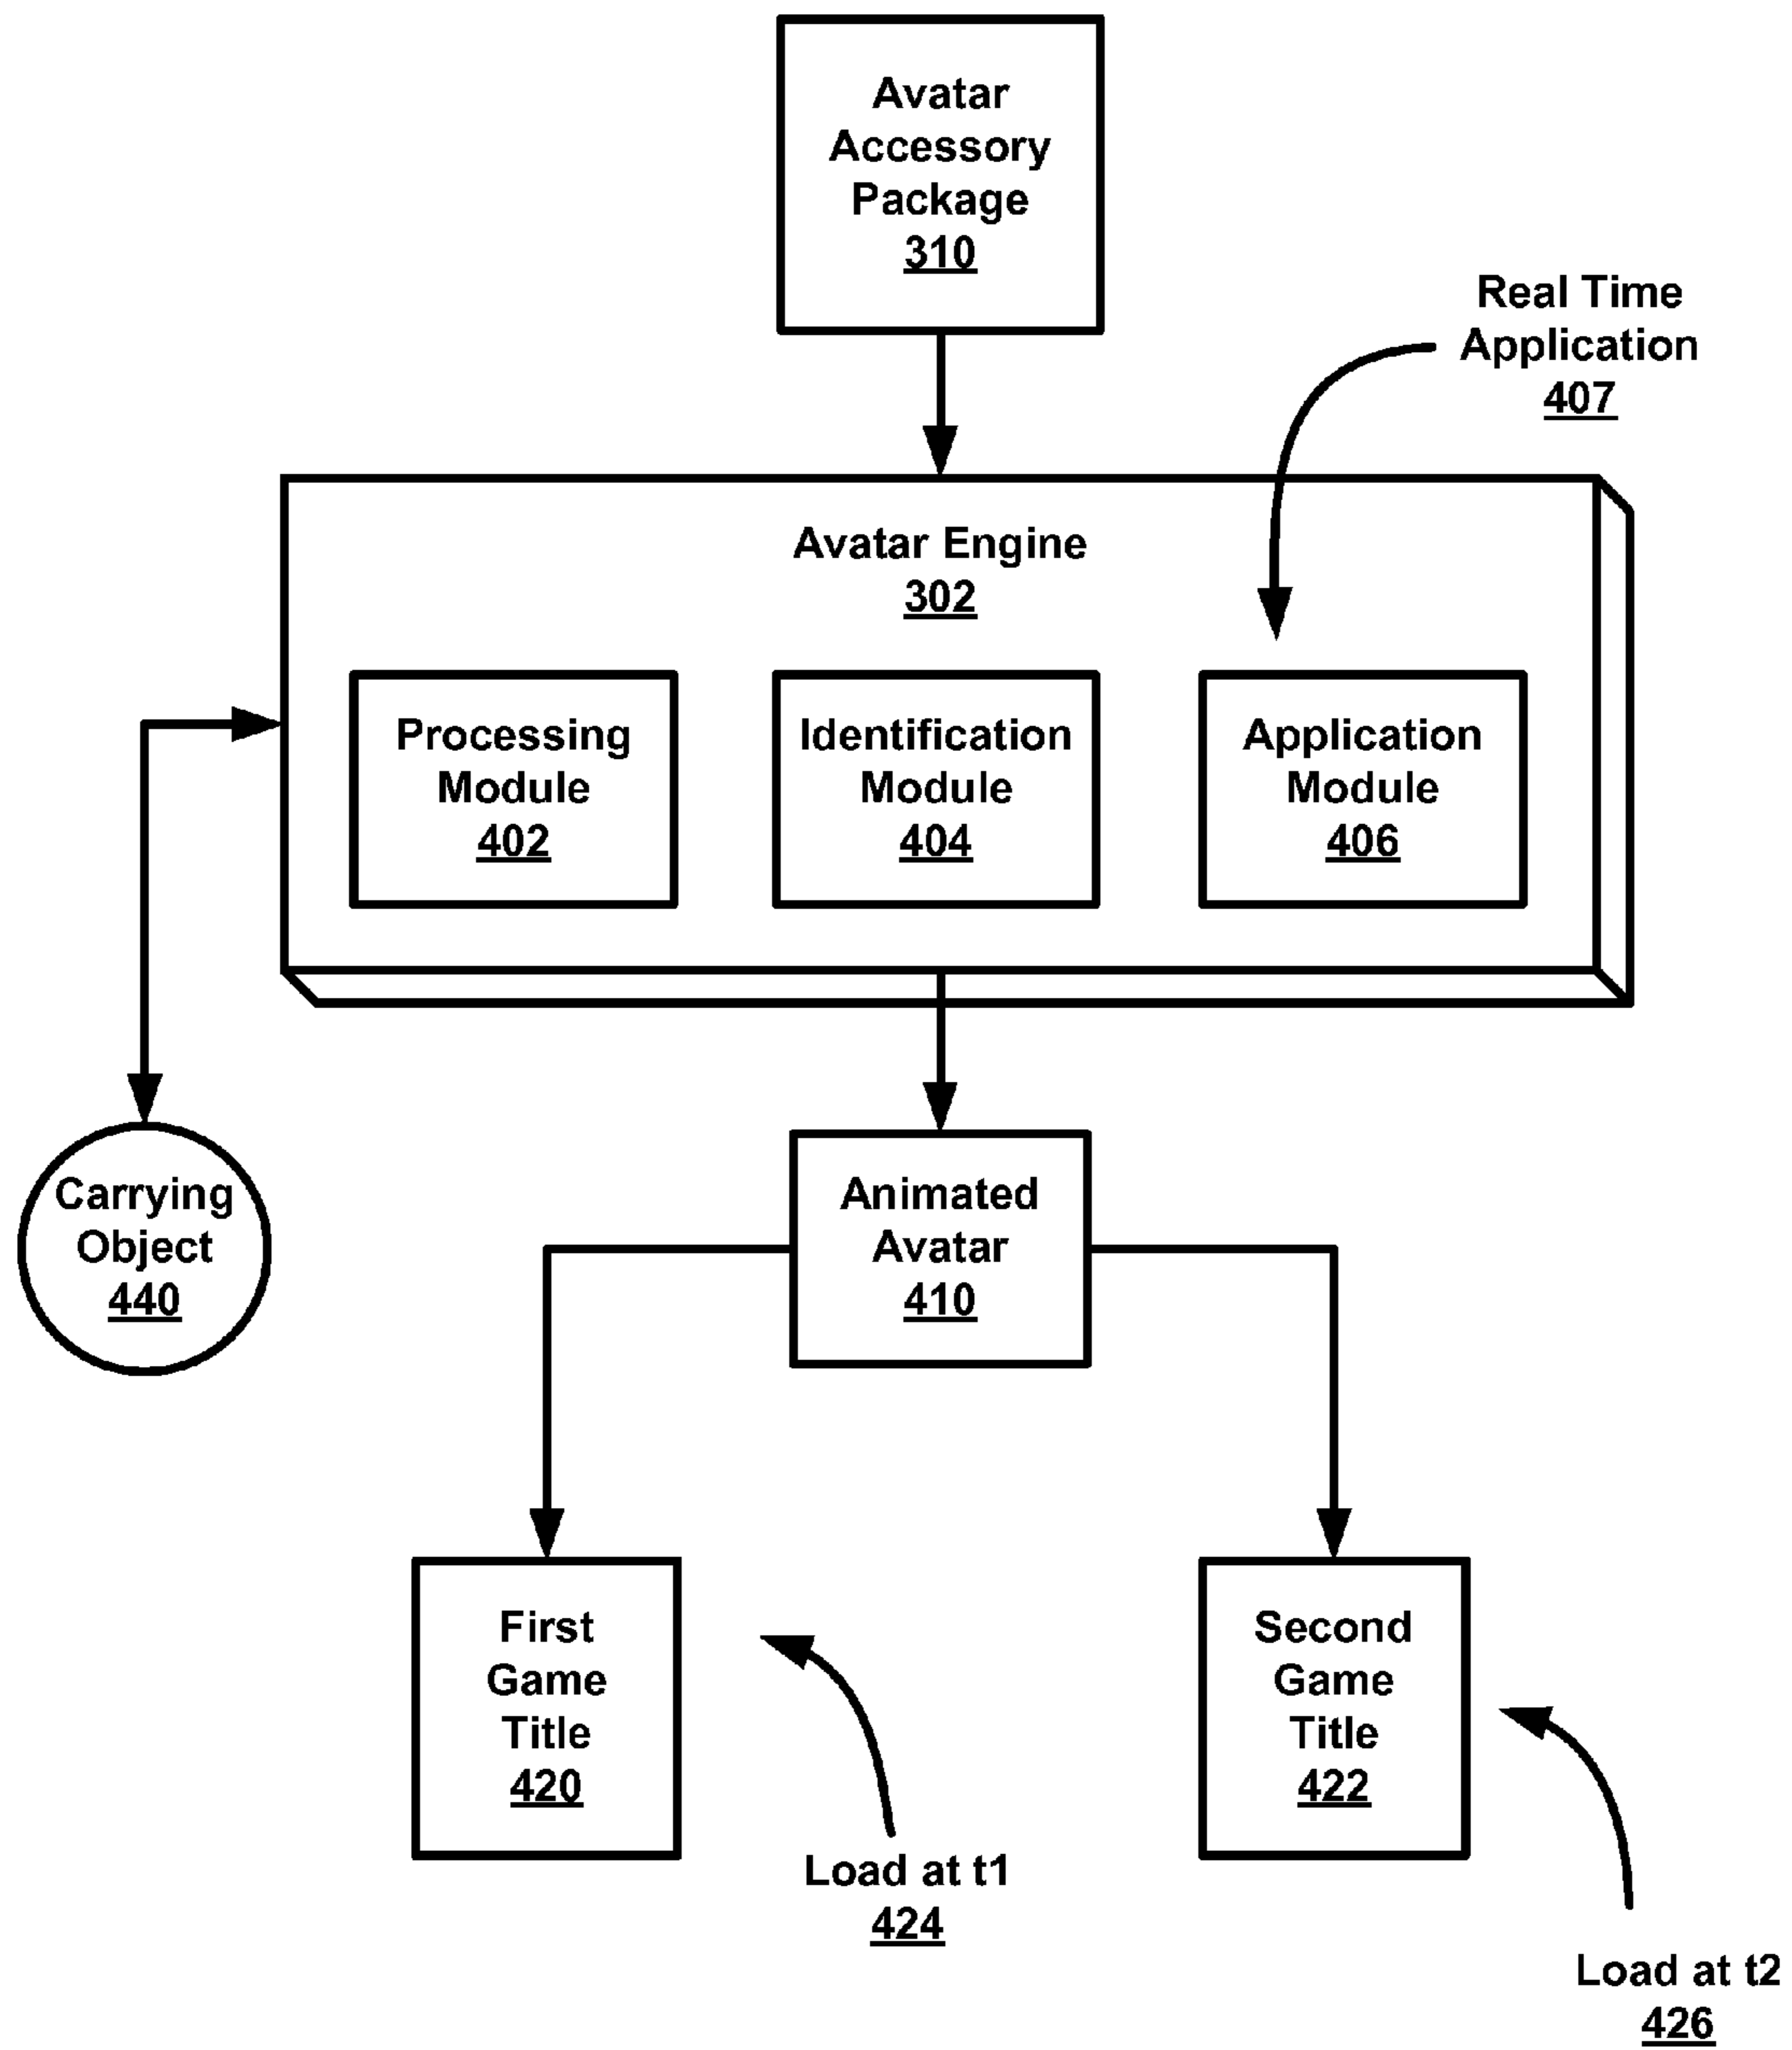 Avatar
Accessory
Package
310
Real Time
Application
407
Avatar Engine
302
Processing
Module
402
Identification
Module
404
Application
Module
406
Carrying
Object
440
Animated
Avatar
410
First
Game
Title
420
Second
Game
Title
422
Load at t1
424
Load at t2
426